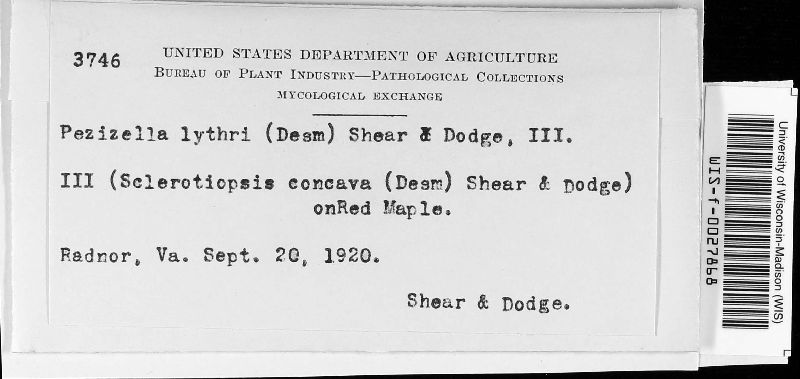 3746
UNITED STATES DEPARTMENT OF AGRICULTURE
BUREAU OF PLANT INDUSTRY—PATHOLOGICAL COLLECTIONS
MYCOLOGICAL EXCHANGE
Pezizella lythri (Desm) Shear & Dodge, III.
III (Sclerotiopsis concava (Desm) Shear & Dodge)
onRed Maple.
Radnor, Va. Sept. 20, 1920.
Shear & Dodge.
University of Wisconsin-Madison (WIS)
WIS-f-0027868